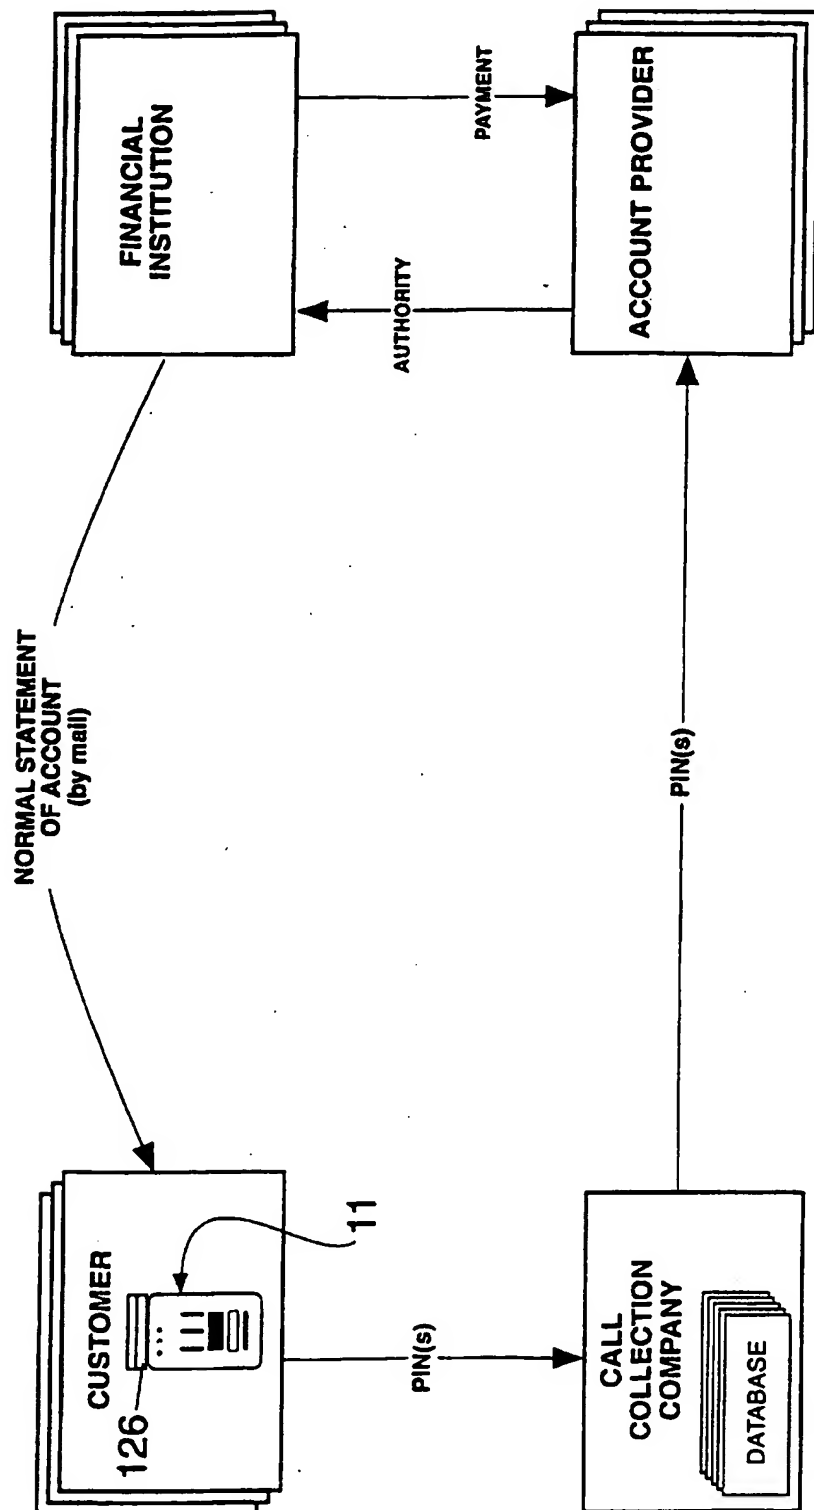 NORMAL STATEMENT
OF ACCOUNT
(by mail)
CUSTOMER
126
11
FINANCIAL
INSTITUTION
PIN(s)
AUTHORITY
PAYMENT
CALL
COLLECTION
COMPANY
DATABASE
PIN(s)
ACCOUNT PROVIDER